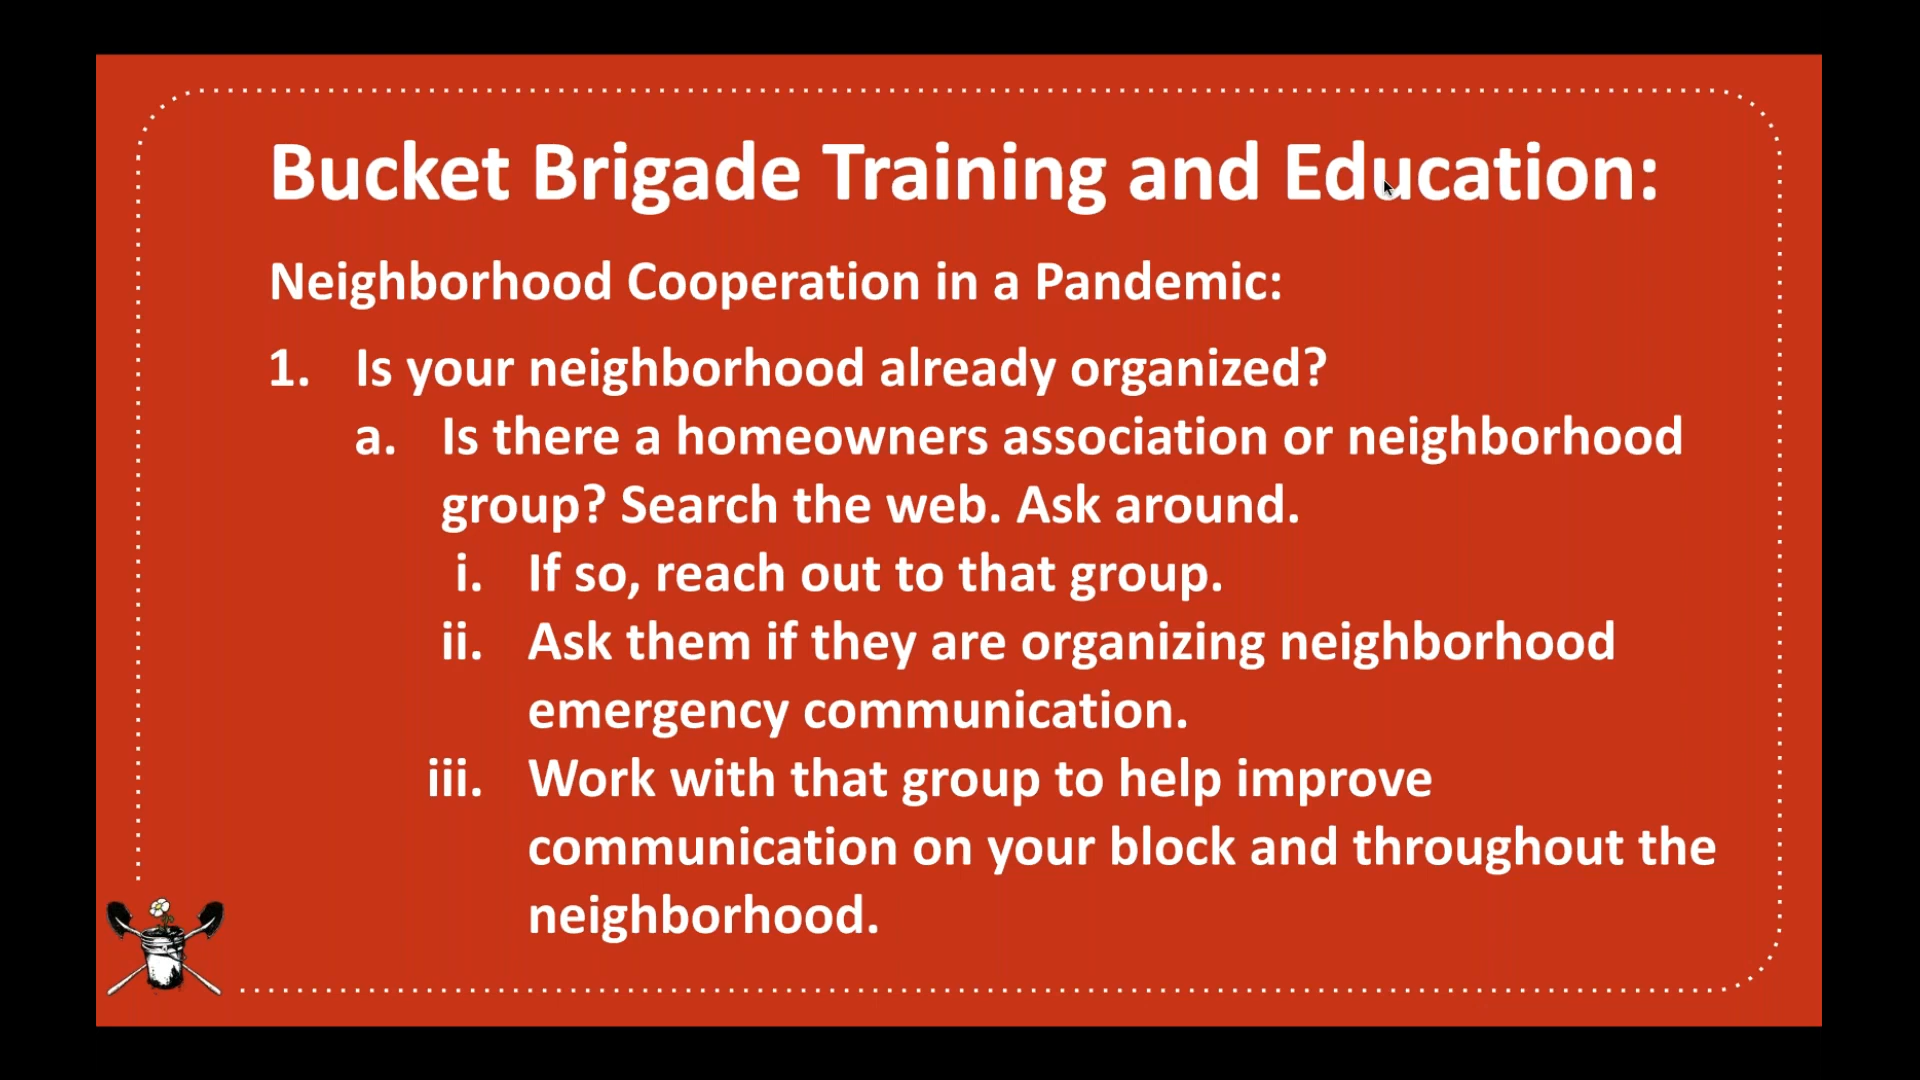 Bucket Brigade Training and Education:
Neighborhood Cooperation in a Pandemic:
1. Is your neighborhood already organized?
a. Is there a homeowners association or neighborhood
group? Search the web. Ask around.
i. If so, reach out to that group.
ii. Ask them if they are organizing neighborhood
emergency communication.
iii. Work with that group to help improve
communication on your block and throughout the
neighborhood.